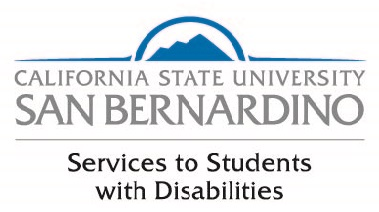 CALIFORNIA STATE UNIVERSITY
SAN BERNARDINO
Services to Students
with Disabilities